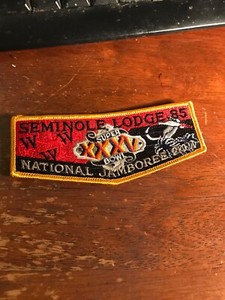 SEMINOLE LODGE 85
W
W
W
SUPER
XXXV
BOWL
NATIONAL JAMBOREE 2001